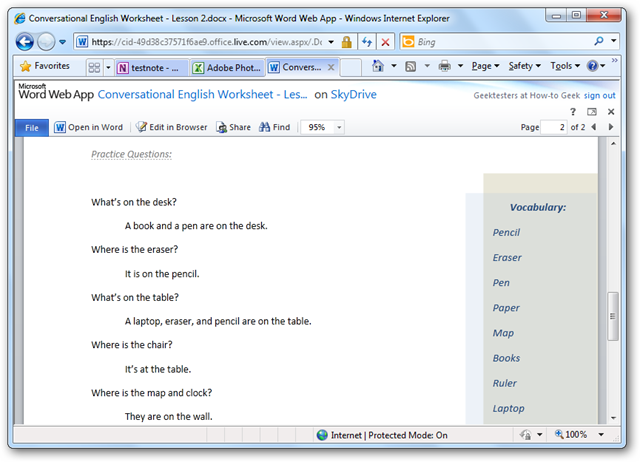 Conversational English Worksheet - Lesson 2.docx - Microsoft Word Web App - Windows Internet Explorer
https://cid-49d38c37571f6ae9.office.live.com/view.aspx/.Dc
Bing
Favorites
testnote - ...
Adobe Phot...
Convers...
Page
Safety
Tools
Microsoft
Word Web App Conversational English Worksheet - Les... on SkyDrive
Geektesters at How-to Geek sign out
File
Open in Word
Edit in Browser
Share
Find
95%
Page 2 of 2
Practice Questions:
What's on the desk?
A book and a pen are on the desk.
Where is the eraser?
It is on the pencil.
What's on the table?
A laptop, eraser, and pencil are on the table.
Where is the chair?
It's at the table.
Where is the map and clock?
They are on the wall.
Vocabulary:
Pencil
Eraser
Pen
Paper
Map
Books
Ruler
Laptop
Internet | Protected Mode: On
100%